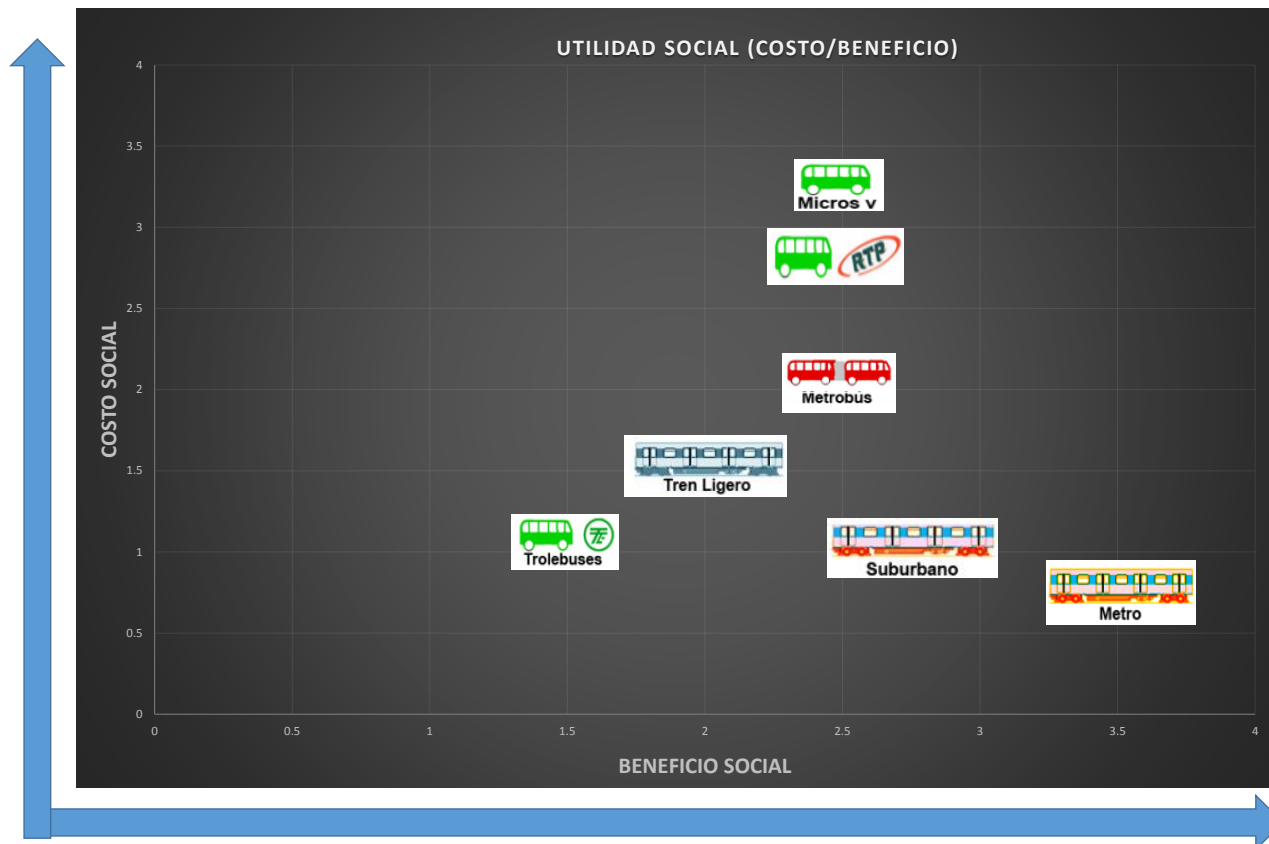 UTILIDAD SOCIAL (COSTO/BENEFICIO)
4
3.5
3
2.5
2
1.5
1
0.5
0
COSTO SOCIAL
Micros v
RTP
Metrobús
Tren Ligero
Trolebuses
Suburbano
Metro
0 0.5 1 1.5 2 2.5 3 3.5 4
BENEFICIO SOCIAL